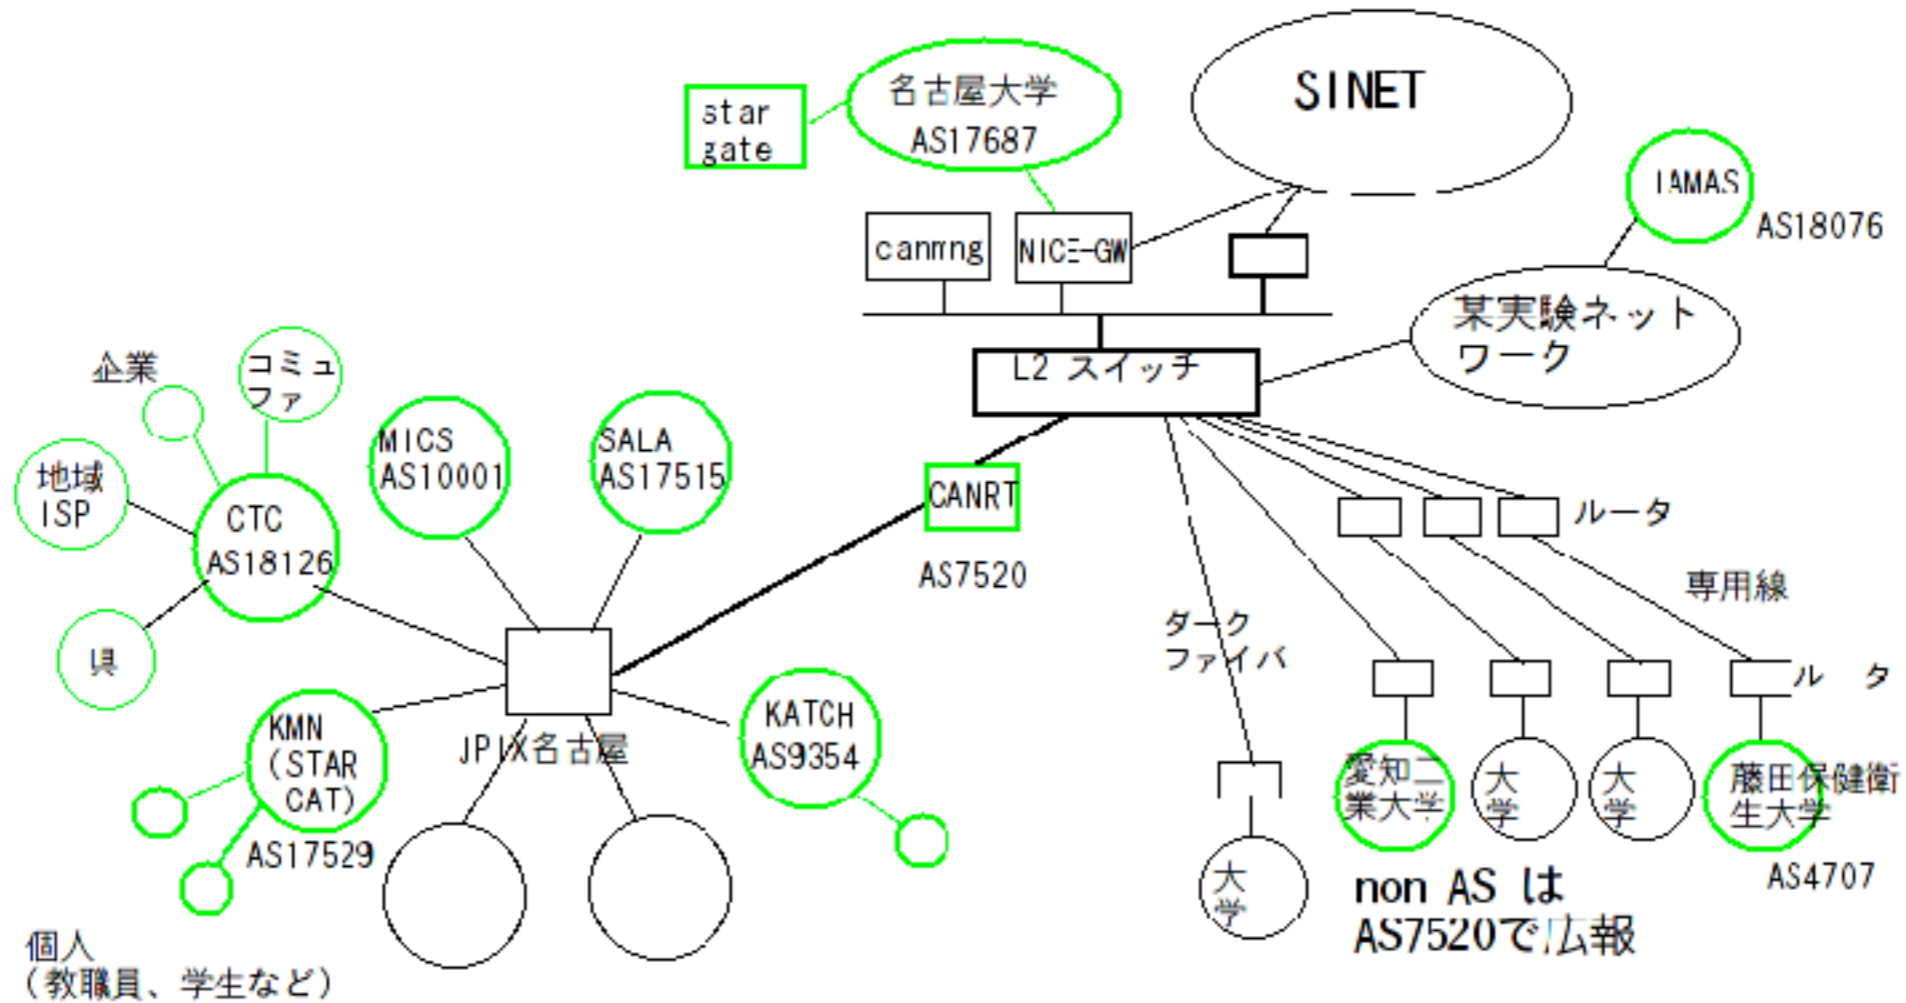 SINET
名古屋大学
AS17687
star
gate
IAMAS
AS18076
canmng
NICE-GW
某実験ネット
ワーク
L2 スイッチ
企業
コミュ
ファ
MICS
AS10001
SALA
AS17515
地域
ISP
CTC
AS18126
CANRT
AS7520
ルータ
専用線
ダーク
ファイバ
県
ル タ
KMN
(STAR
CAT)
AS17529
JPIX名古屋
KATCH
AS9354
愛知工
業大学
大
学
大
学
藤田保健衛
生大学
AS4707
大
学
non AS は
AS7520で広報
個人
(教職員、学生など)